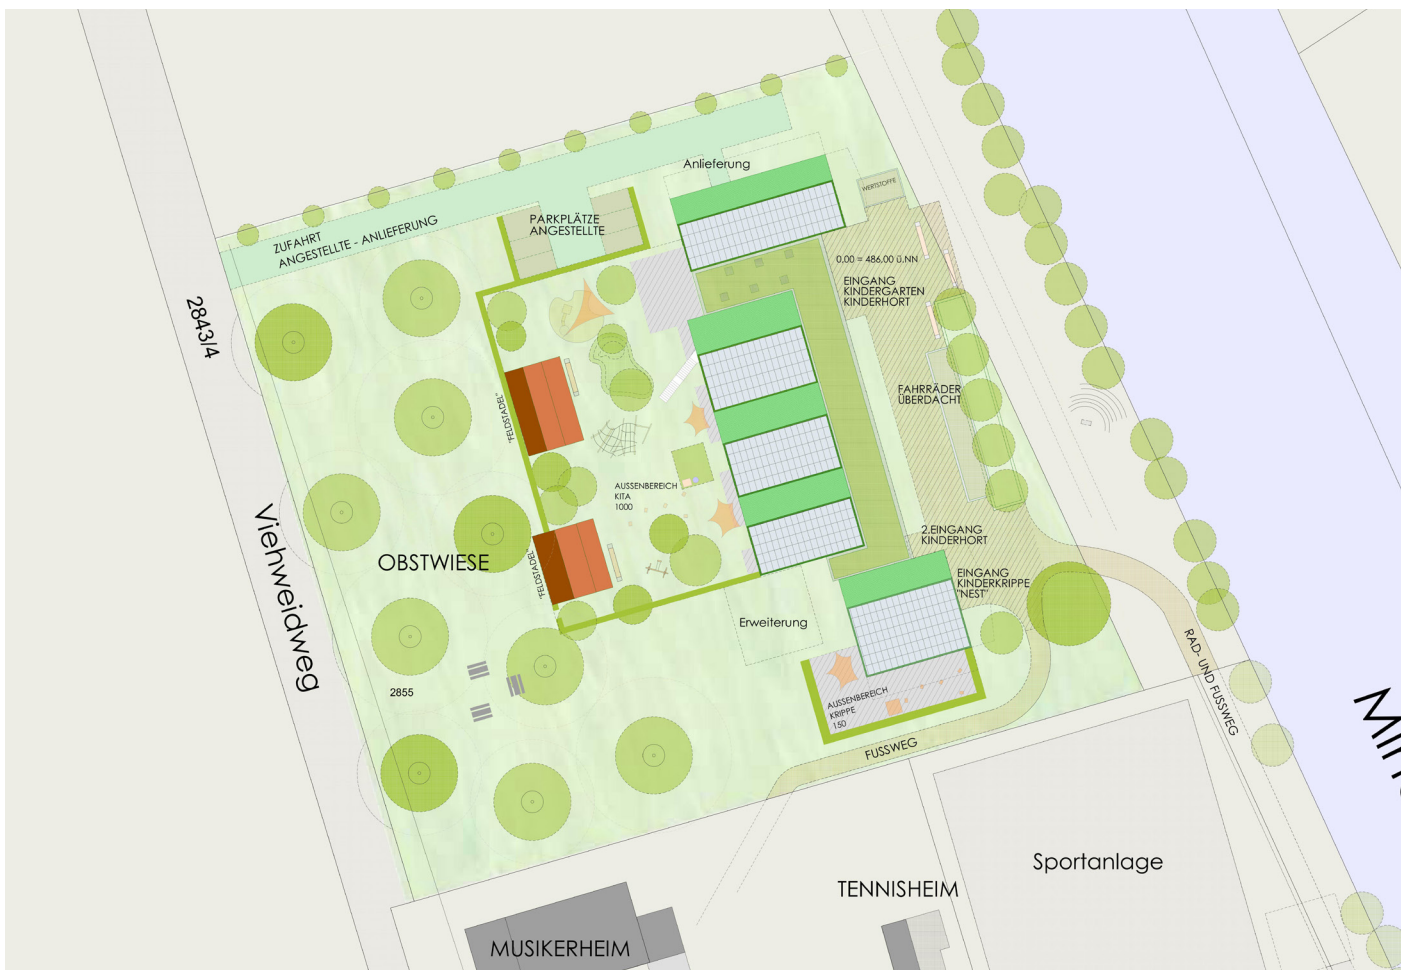 Anlieferung
WERTSTOFFE
ZUFAHRT
ANGESTELLTE - ANLIEFERUNG
PARKPLÄTZE
ANGESTELLTE
0,00 = 486.00 ü.NN
EINGANG
KINDERGARTEN
KINDERHORT
2843/4
FAHRRÄDER
ÜBERDACHT
"FELDSTADEL"
AUSSENBEREICH
KITA
1000
Viehweidweg
OBSTWIESE
"FELDSTADEL"
2.EINGANG
KINDERHORT
EINGANG
KINDERKRIPPE
"NEST"
Erweiterung
RAD- UND FUSSWEG
2855
AUSSENBEREICH
KRIPPE
150
FUSSWEG
Sportanlage
TENNISHEIM
MUSIKERHEIM